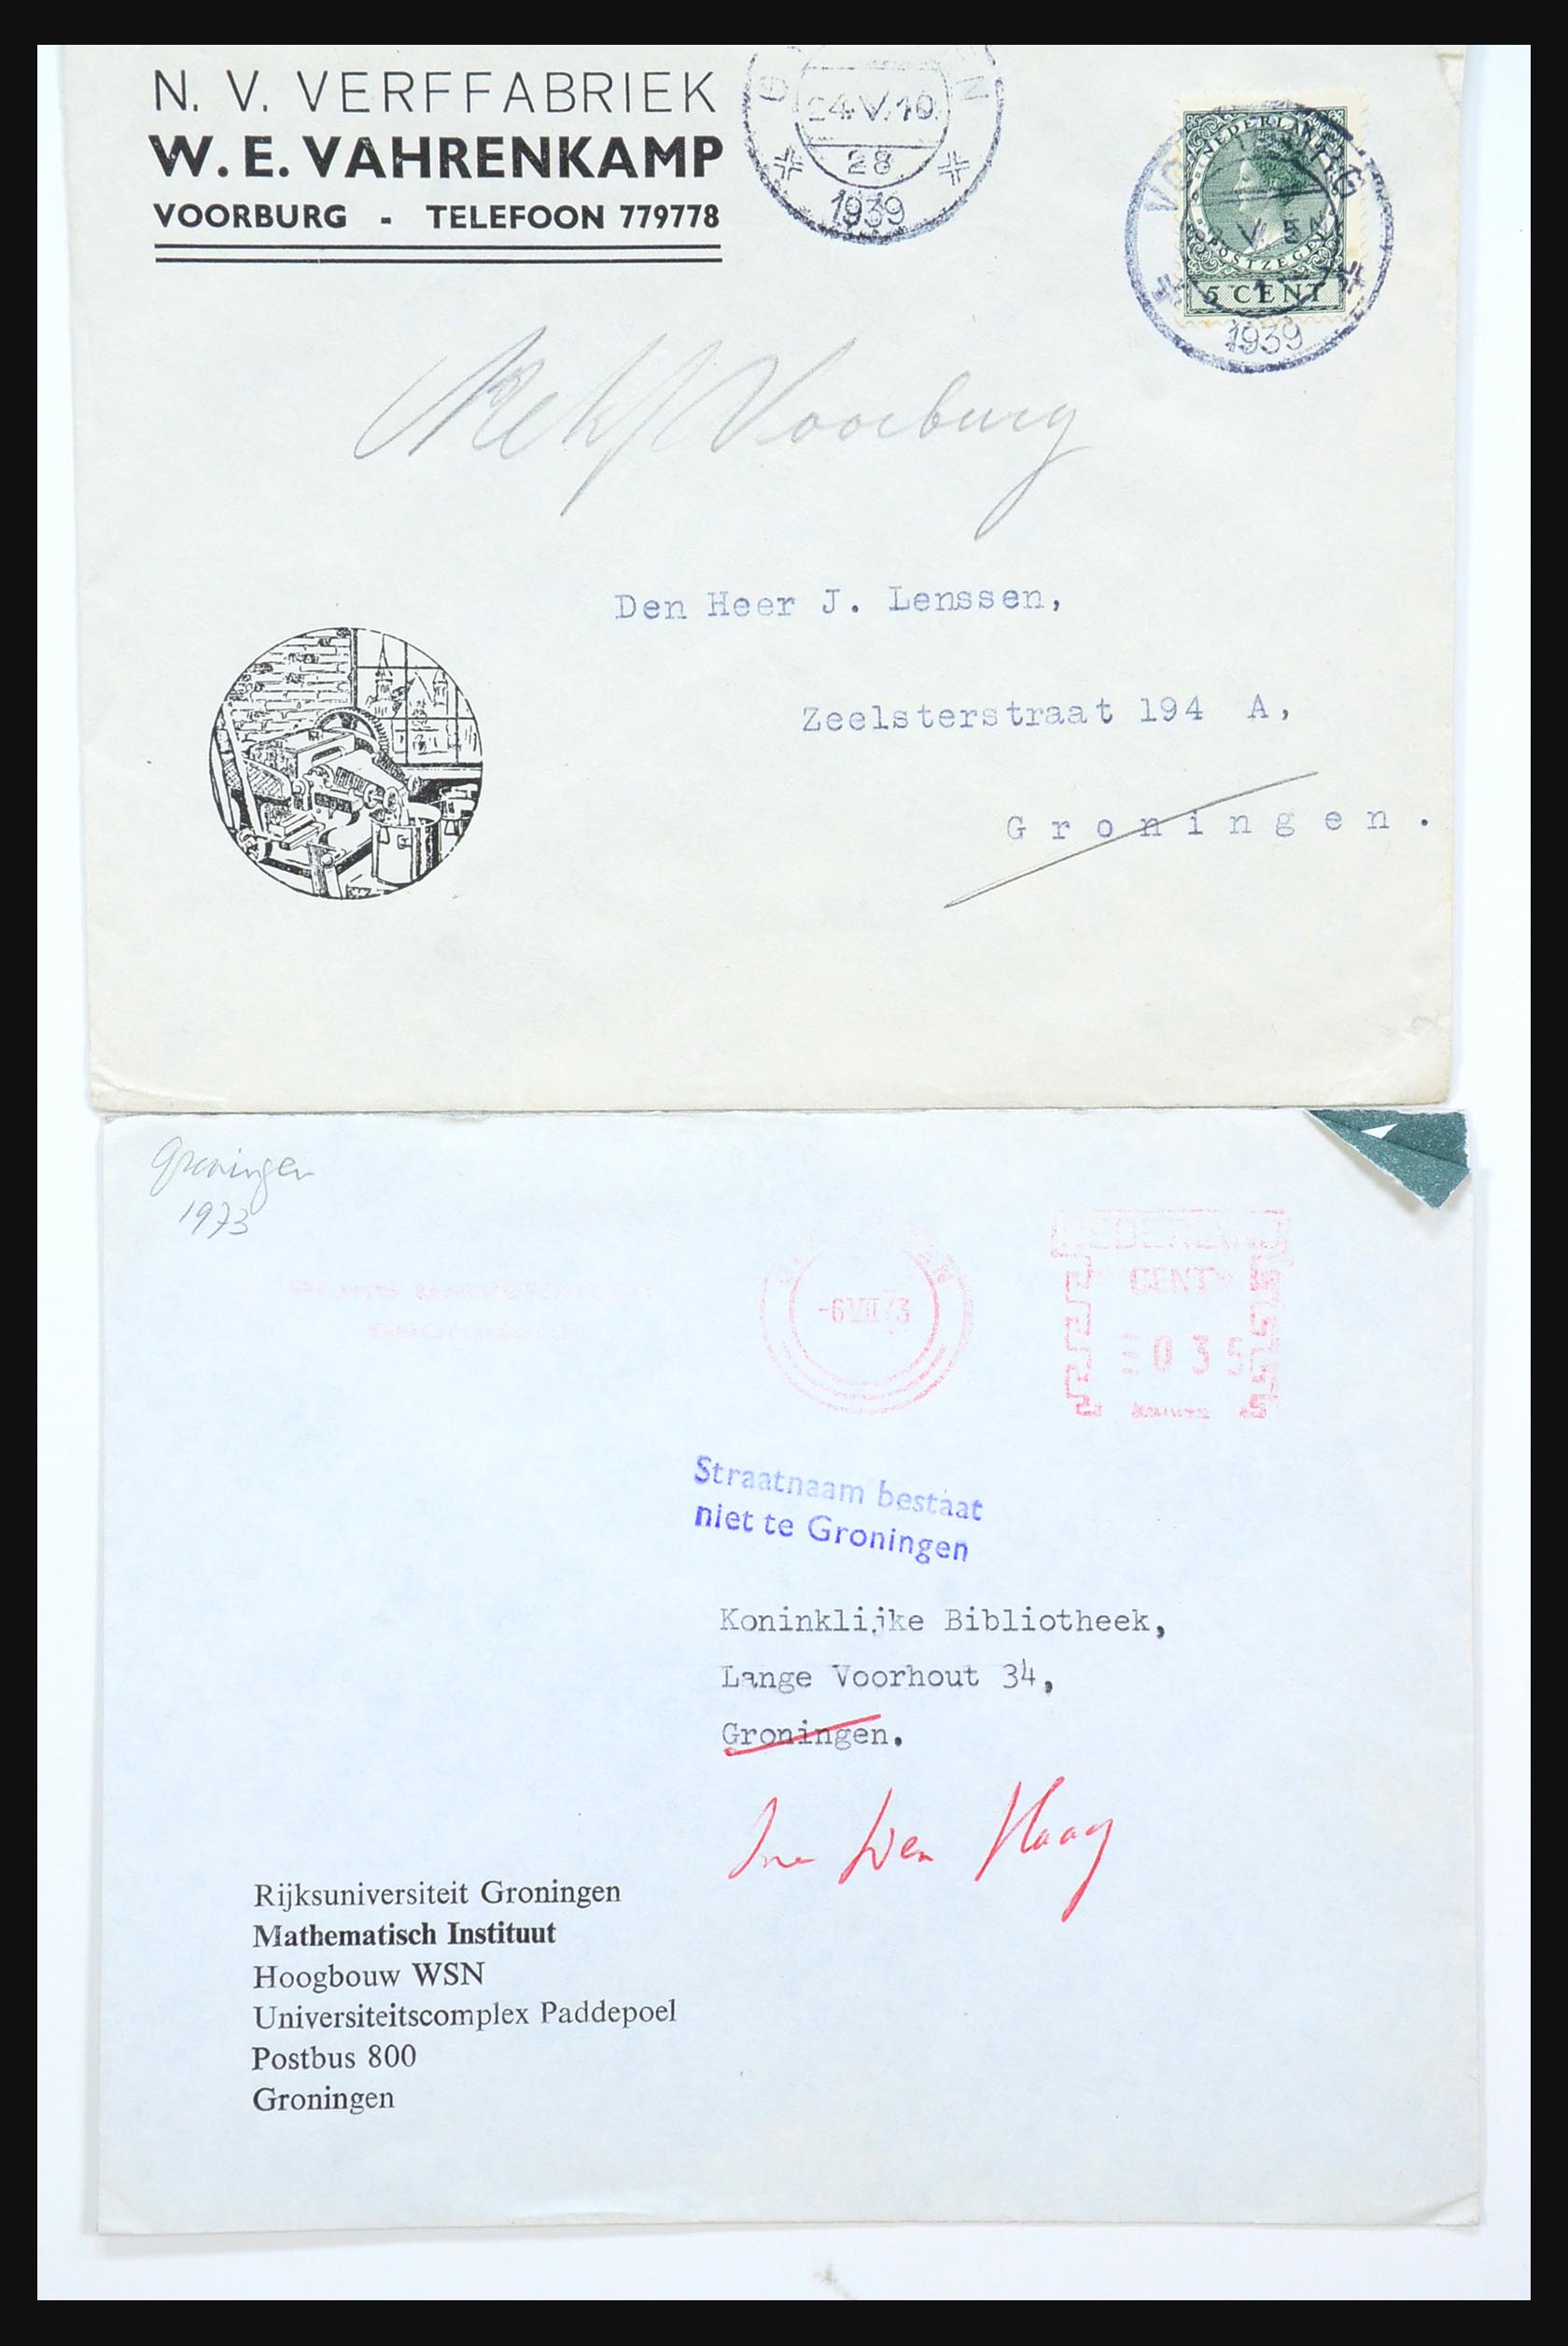 N. V. VERFFABRIEK
W. E. VAHRENKAMP
VOORBURG - TELEFOON 779778
24.V.10
28
1939
NEDERLAND
POSTZEGEL
5 CENT
1939
Voorburg
Den Heer J. Lenssen,
Zeelsterstraat 194 A,
Groningen.
Groningen
1973
-6 VII 73
NEDERLAND
CENT
035
Straatnaam bestaat
niet te Groningen
Koninklijke Bibliotheek,
Lange Voorhout 34,
Groningen.
Den Haag
Rijksuniversiteit Groningen
Mathematisch Instituut
Hoogbouw WSN
Universiteitscomplex Paddepoel
Postbus 800
Groningen